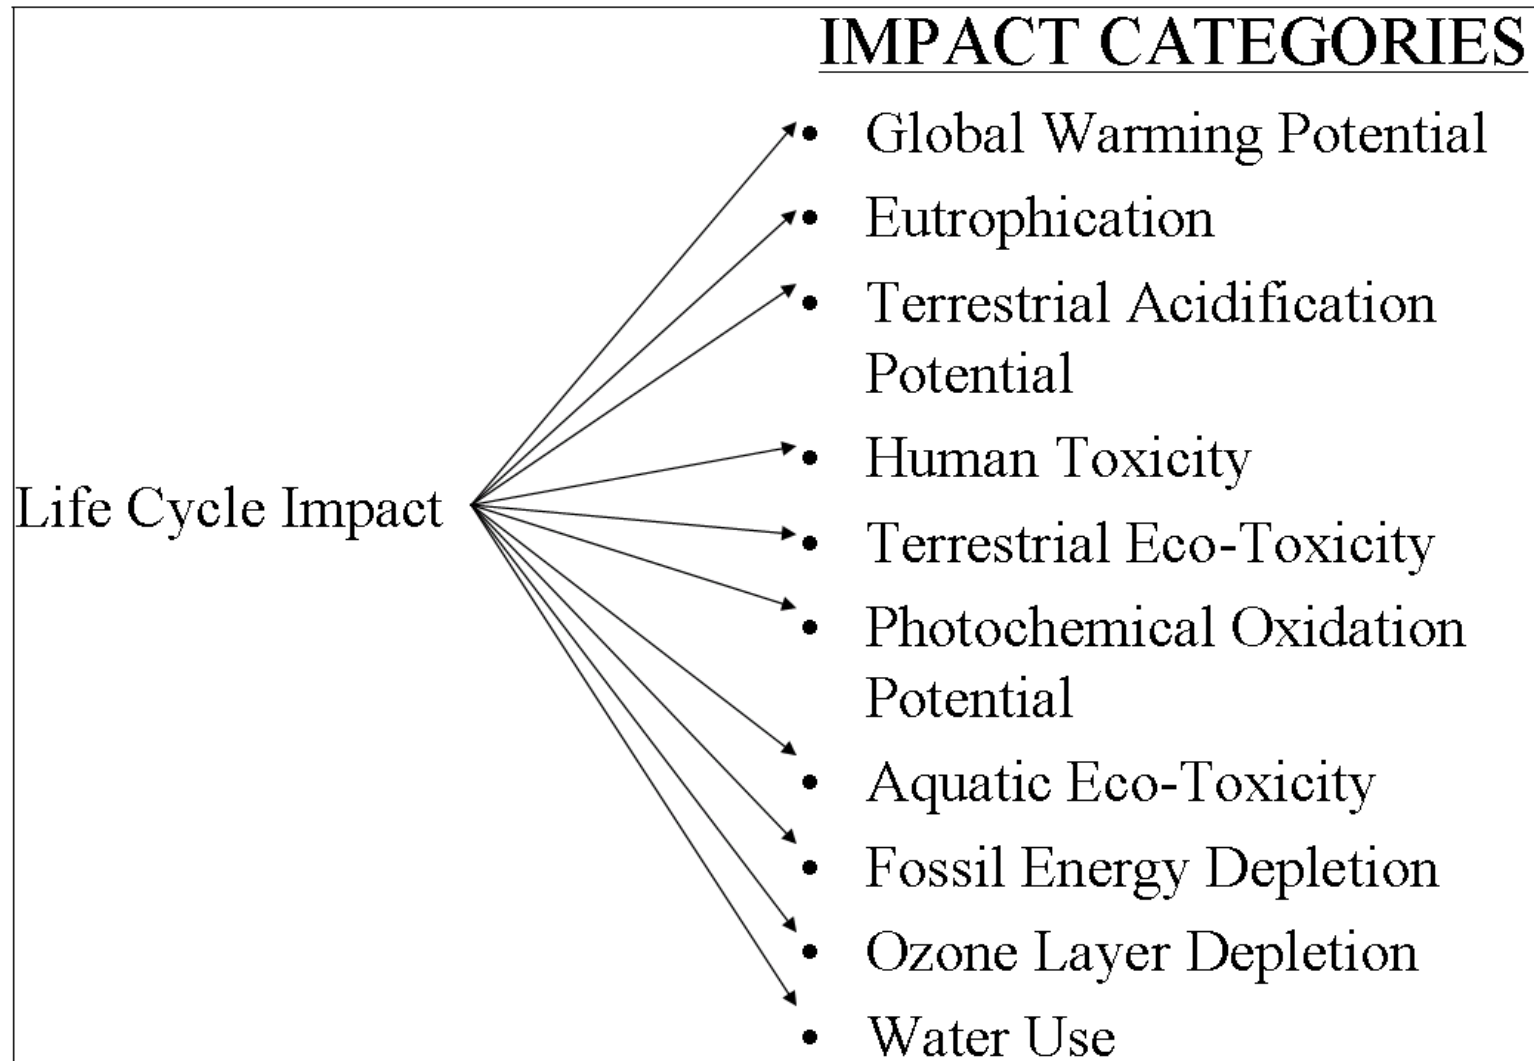 IMPACT CATEGORIES
• Global Warming Potential
• Eutrophication
• Terrestrial Acidification
Potential
• Human Toxicity
Life Cycle Impact
• Terrestrial Eco-Toxicity
• Photochemical Oxidation
Potential
• Aquatic Eco-Toxicity
• Fossil Energy Depletion
• Ozone Layer Depletion
• Water Use